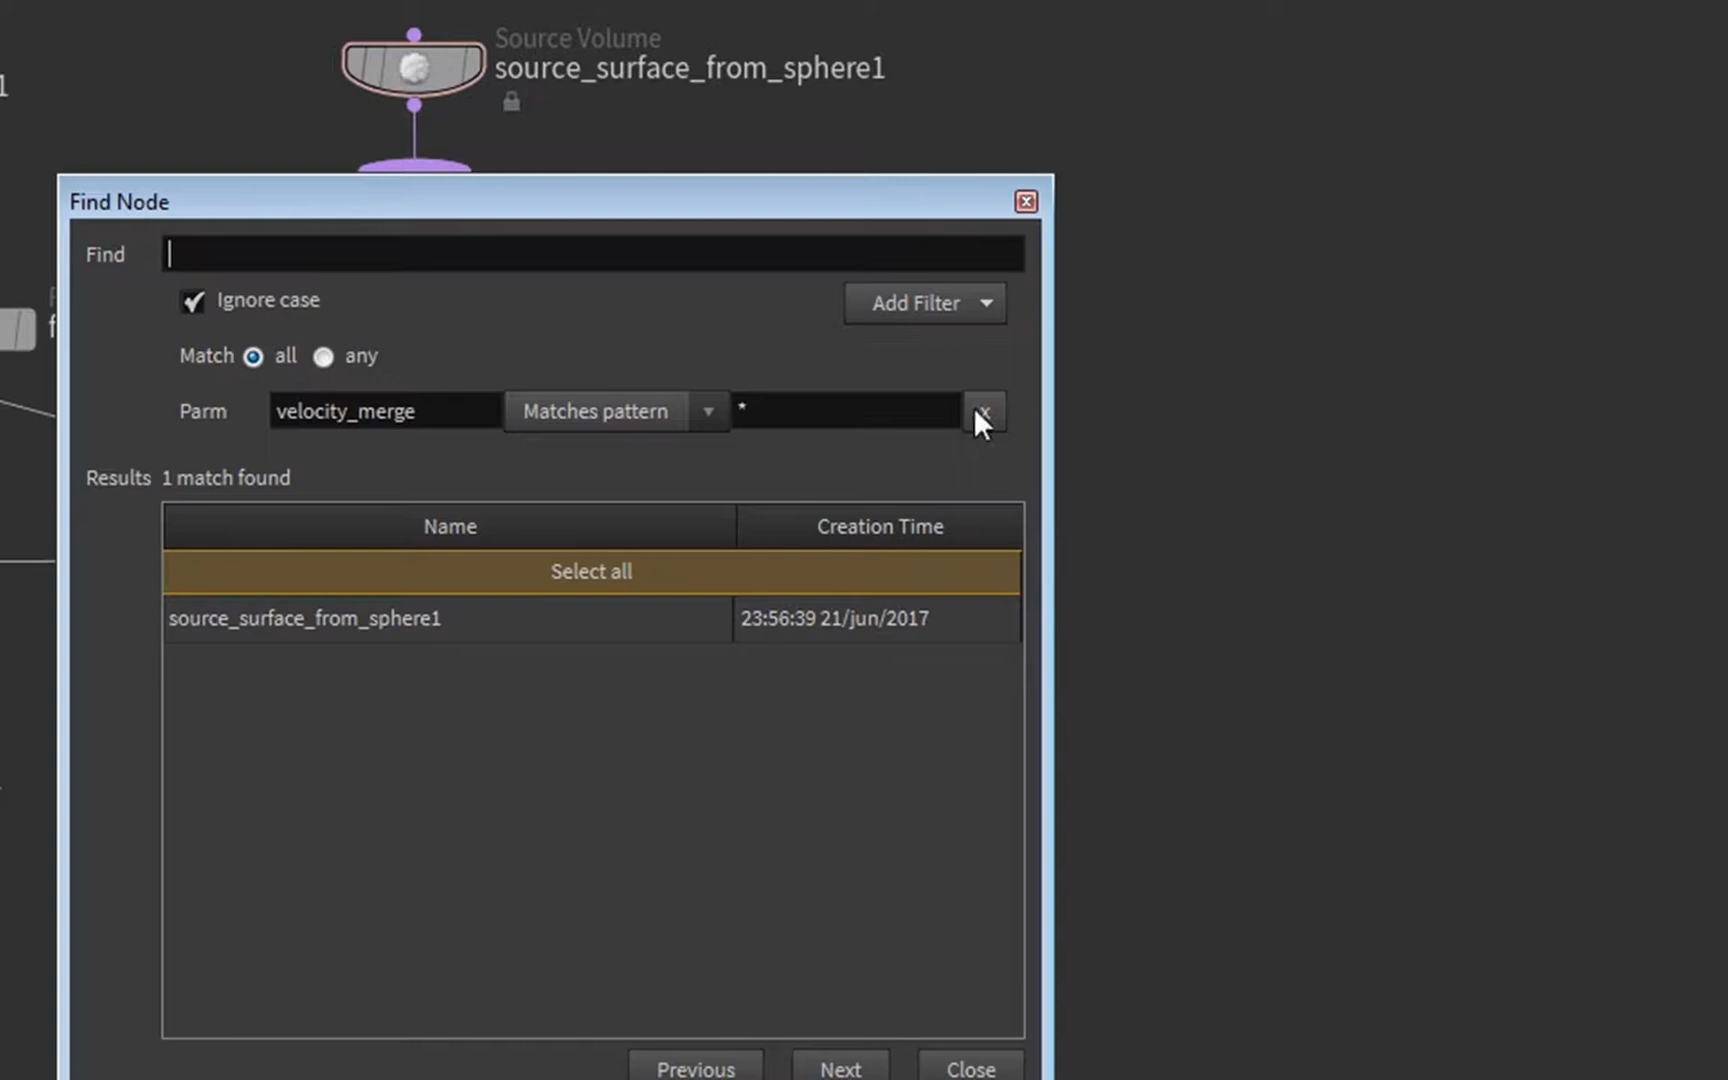 Source Volume
source_surface_from_sphere1
1
Find Node
Find
Ignore case
Add Filter
Match all any
Parm velocity_merge Matches pattern * x
Results 1 match found
Name Creation Time
Select all
source_surface_from_sphere1 23:56:39 21/jun/2017
Previous Next Close